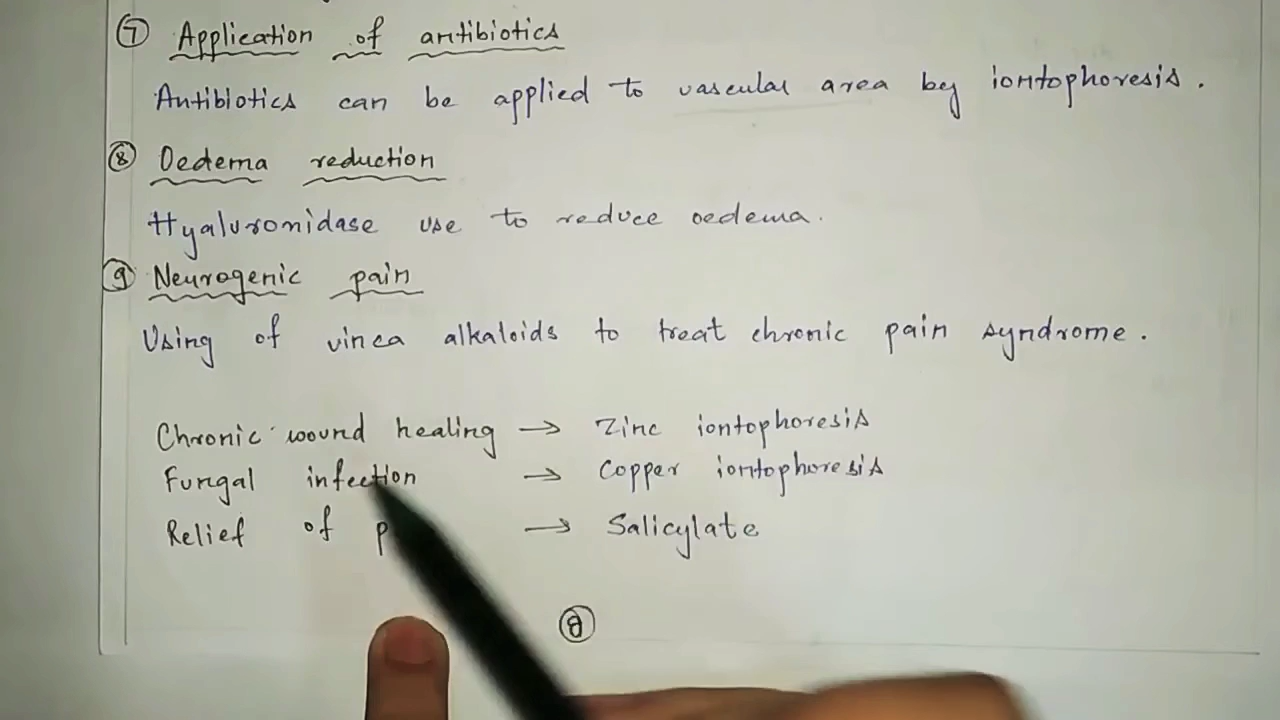 ⑦ Application of antibiotics
Antibiotics can be applied to vascular area by iontophoresis.
⑧ Oedema reduction
Hyaluronidase use to reduce oedema.
⑨ Neurogenic pain
Using of vinca alkaloids to treat chronic pain syndrome.
Chronic wound healing → Zinc iontophoresis
Fungal infection → Copper iontophoresis
Relief of → Salicylate
⑧